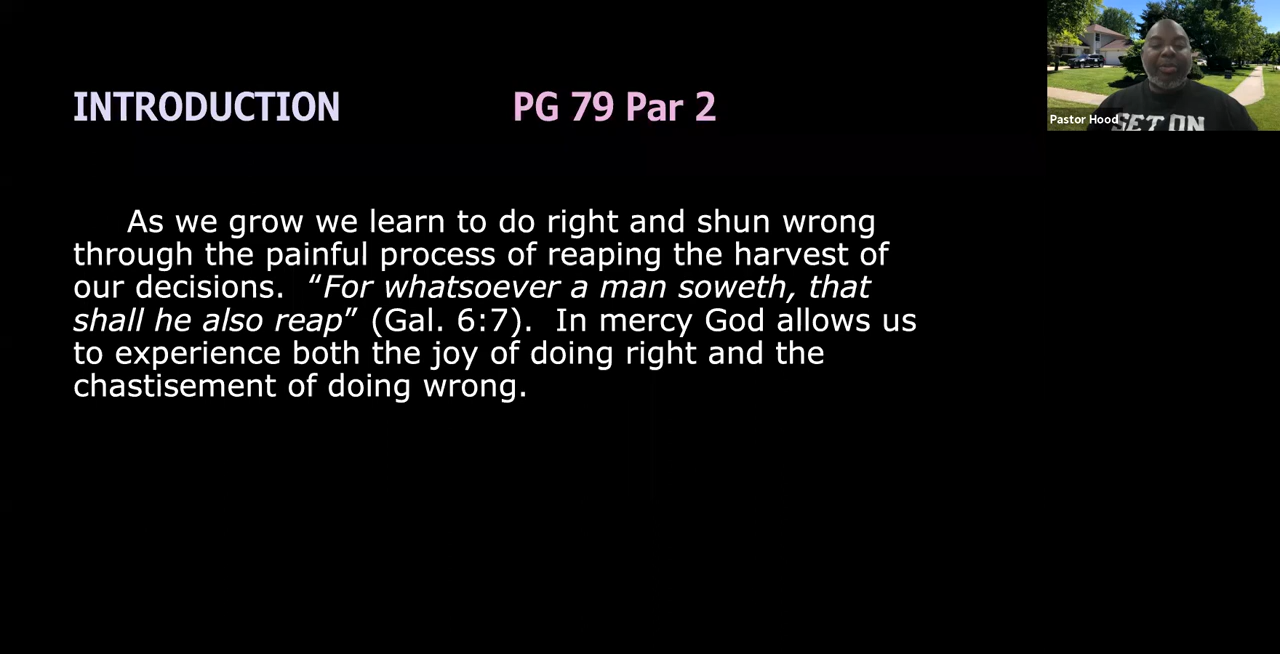 INTRODUCTION PG 79 Par 2
Pastor Hood
SET ON
As we grow we learn to do right and shun wrong
through the painful process of reaping the harvest of
our decisions. “For whatsoever a man soweth, that
shall he also reap” (Gal. 6:7). In mercy God allows us
to experience both the joy of doing right and the
chastisement of doing wrong.